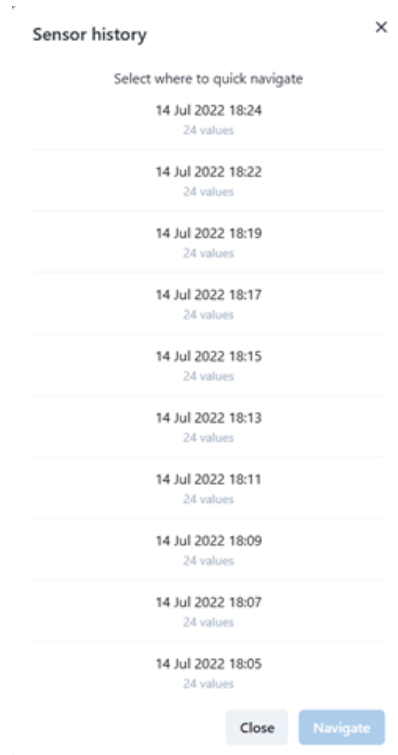 Sensor history
Select where to quick navigate
14 Jul 2022 18:24
24 values
14 Jul 2022 18:22
24 values
14 Jul 2022 18:19
24 values
14 Jul 2022 18:17
24 values
14 Jul 2022 18:15
24 values
14 Jul 2022 18:13
24 values
14 Jul 2022 18:11
24 values
14 Jul 2022 18:09
24 values
14 Jul 2022 18:07
24 values
14 Jul 2022 18:05
24 values
Close Navigate